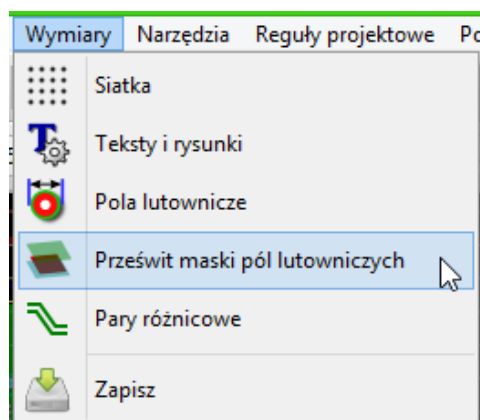 Wymiary Narzędzia Reguły projektowe
Siatka
Teksty i rysunki
Pola lutownicze
Prześwit maski pól lutowniczych
Pary różnicowe
Zapisz